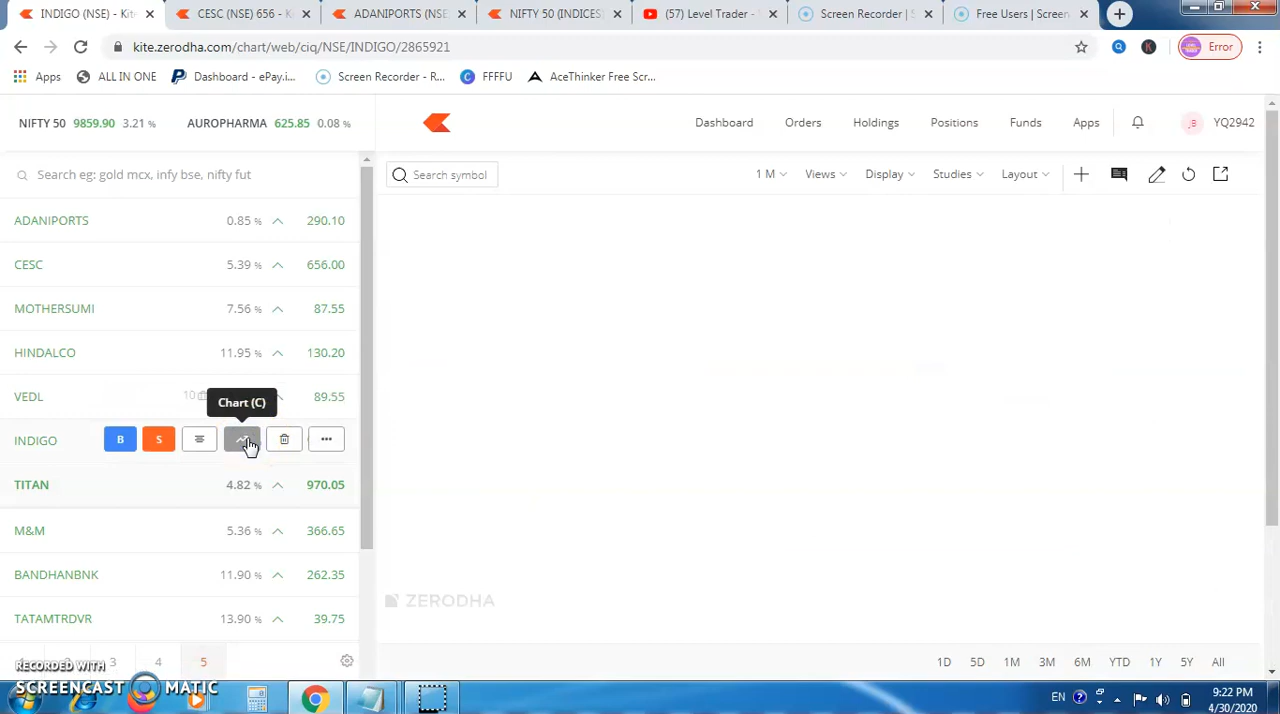 INDIGO (NSE) - Kit
CESC (NSE) 656 - K
ADANIPORTS (NSE
NIFTY 50 (INDICES)
(57) Level Trader -
Screen Recorder | S
Free Users | Screen
kite.zerodha.com/chart/web/ciq/NSE/INDIGO/2865921
Error
Apps
ALL IN ONE
Dashboard - ePay.i...
Screen Recorder - R...
FFFFU
AceThinker Free Scr...
NIFTY 50 9859.90 3.21 %
AUROPHARMA 625.85 0.08 %
Dashboard
Orders
Holdings
Positions
Funds
Apps
YQ2942
Search eg: gold mcx, infy bse, nifty fut
Search symbol
1 M
Views
Display
Studies
Layout
ADANIPORTS 0.85 % 290.10
CESC 5.39 % 656.00
MOTHERSUMI 7.56 % 87.55
HINDALCO 11.95 % 130.20
VEDL 10 89.55
Chart (C)
INDIGO B S
TITAN 4.82 % 970.05
M&M 5.36 % 366.65
BANDHANBNK 11.90 % 262.35
TATAMTRDVR 13.90 % 39.75
ZERODHA
3 4 5
1D 5D 1M 3M 6M YTD 1Y 5Y All
RECORDED WITH
SCREENCAST MATIC
EN
9:22 PM
4/30/2020